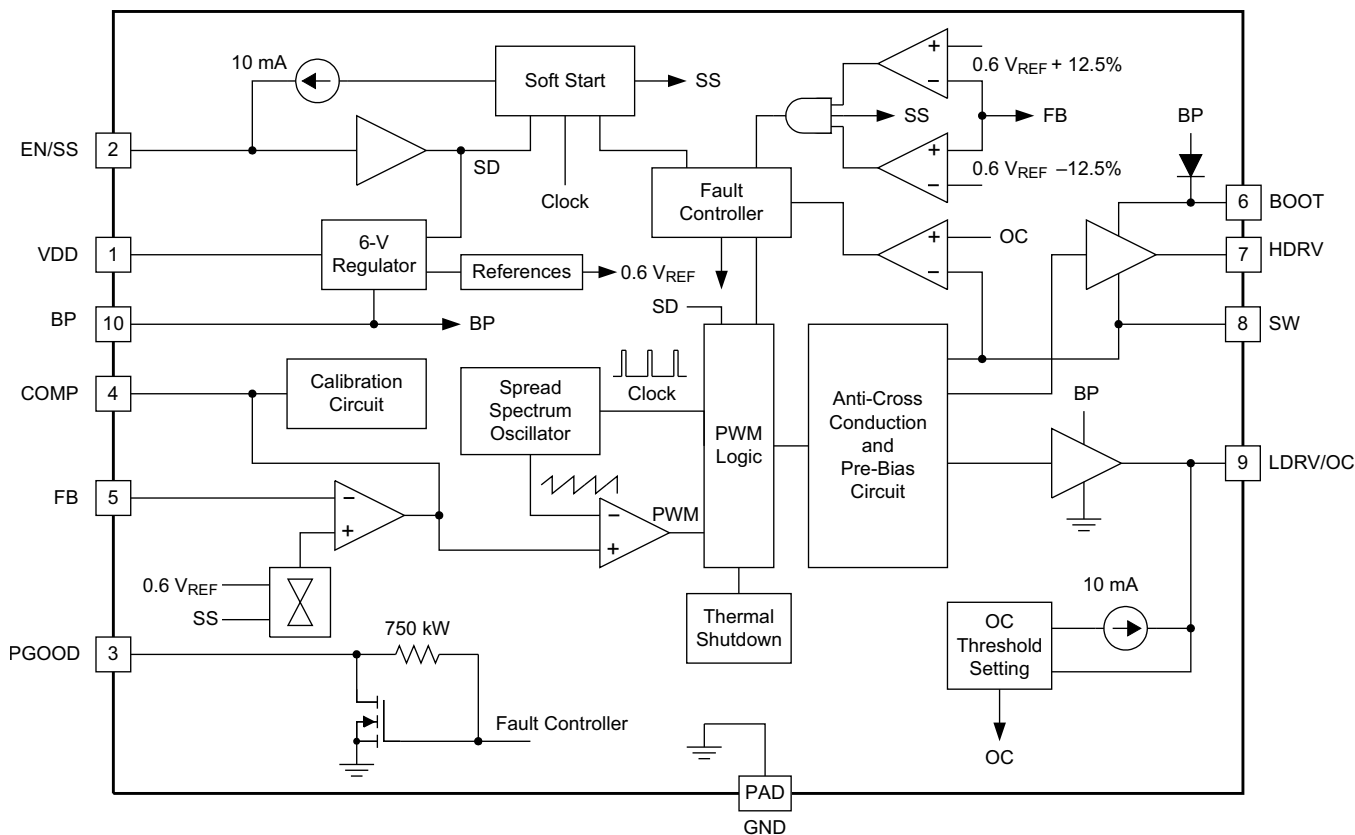 10 mA
Soft Start
SS
+
−
0.6 VREF + 12.5%
SS
FB
BP
EN/SS
2
SD
Clock
+
−
0.6 VREF −12.5%
Fault
Controller
6
BOOT
VDD
1
6-V
Regulator
References
0.6 VREF
+
−
OC
7
HDRV
BP
10
BP
SD
8
SW
COMP
4
Calibration
Circuit
Spread
Spectrum
Oscillator
Clock
PWM
Logic
Anti-Cross
Conduction
and
Pre-Bias
Circuit
BP
9
LDRV/OC
FB
5
−
+
−
+
PWM
0.6 VREF
SS
Thermal
Shutdown
10 mA
OC
Threshold
Setting
PGOOD
3
750 kW
Fault Controller
OC
PAD
GND